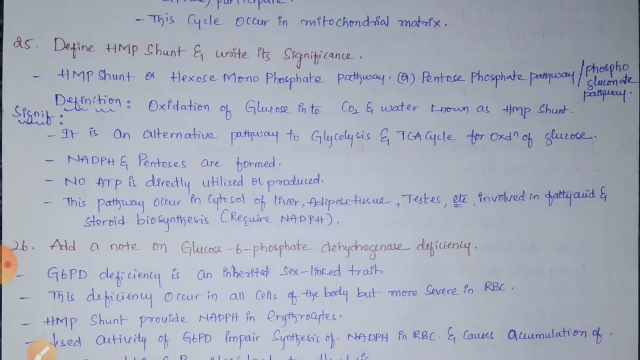 - This Cycle occur in mitochondrial matrix.
25. Define HMP Shunt & write its Significance.
- HMP Shunt or Hexose Mono Phosphate pathway. (or) Pentose Phosphate pathway / Phospho gluconate pathway.
Definition: Oxidation of Glucose into CO2 & water known as HMP Shunt.
Signif:
- It is an alternative pathway to Glycolysis & TCA Cycle for Oxdn of glucose.
- NADPH & Pentoses are formed.
- NO ATP is directly utilised or produced.
- This pathway occur in Cytosol of liver, Adipose tissue, Testes, etc involved in fatty acid &
steroid biosynthesis (Require NADPH).
26. Add a note on Glucose-6-phosphate dehydrogenase deficiency.
- G6PD deficiency is an inherited Sex-linked trait.
- This deficiency occur in all cells of the body but more severe in RBC.
- HMP Shunt provide NADPH in erythrocytes.
- ↓sed activity of G6PD impair Synthesis of NADPH in RBC & causes accumulation of